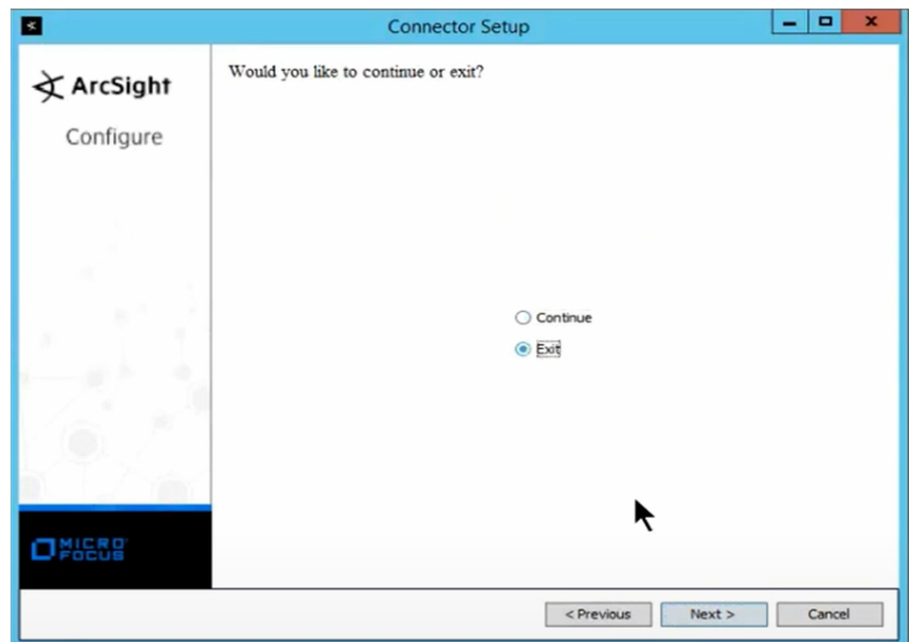 Connector Setup
ArcSight
Configure
Would you like to continue or exit?
Continue
Exit
MICRO
FOCUS
< Previous
Next >
Cancel